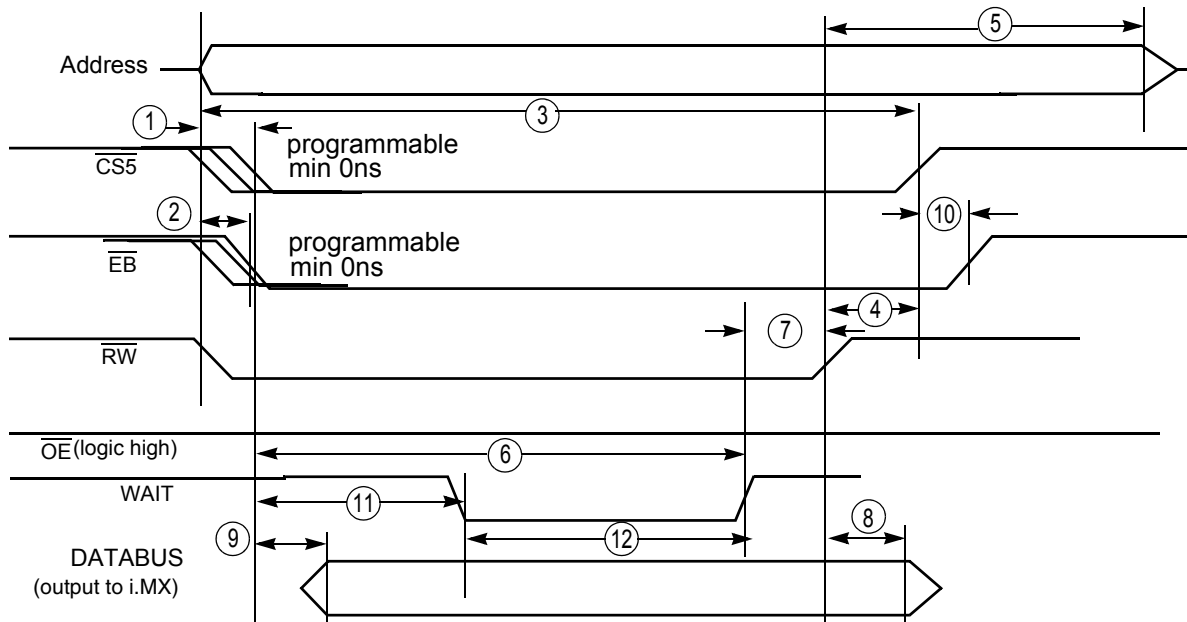 5
Address
3
1
programmable
min 0ns
CS5
10
2
programmable
min 0ns
EB
4
7
RW
OE (logic high)
6
WAIT
11
8
12
9
DATABUS
(output to i.MX)